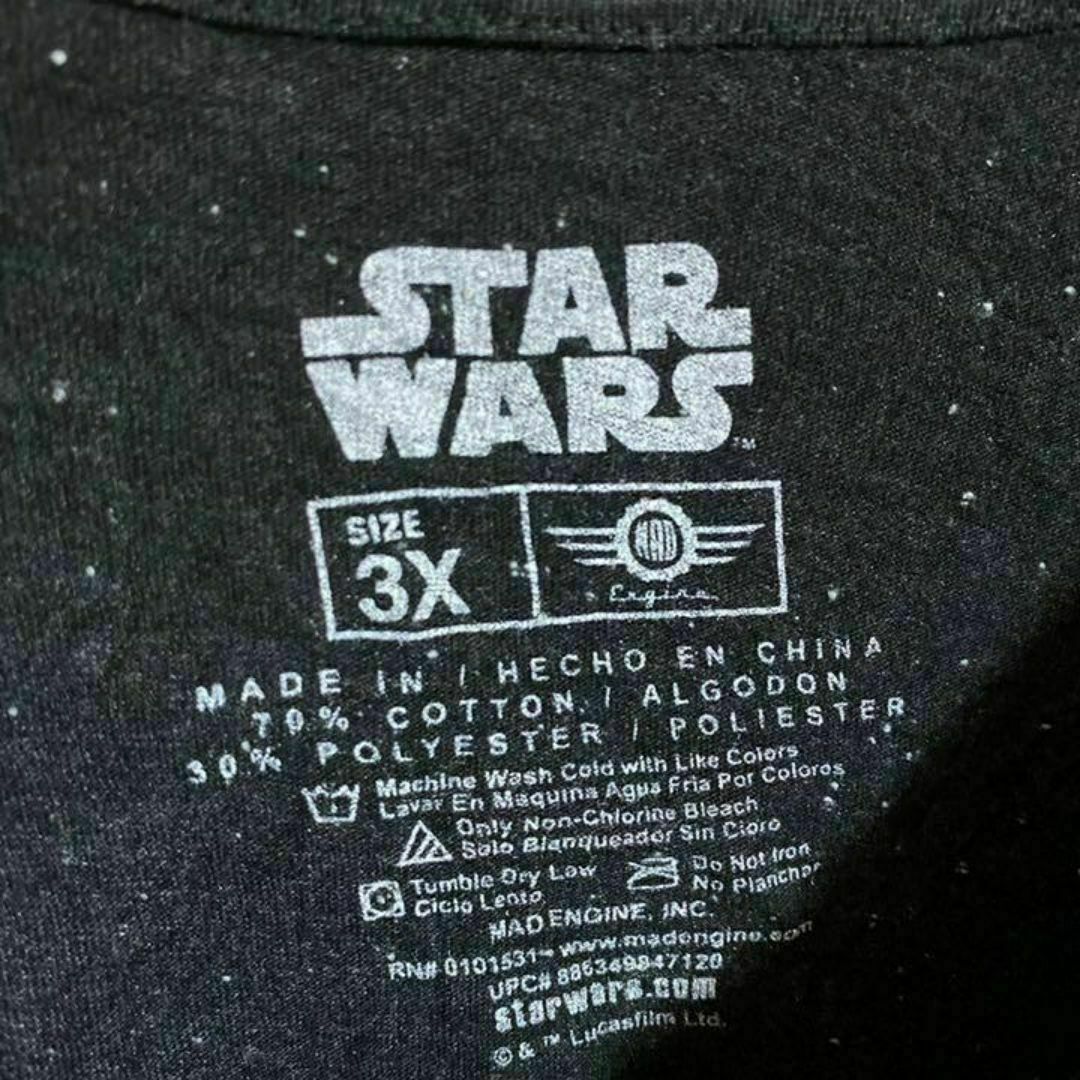 STAR
WARS™
SIZE
3X
MAD
Engine
MADE IN / HECHO EN CHINA
70% COTTON / ALGODON
30% POLYESTER / POLIESTER
Machine Wash Cold with Like Colors
Lavar En Maquina Agua Fria Por Coloros
Only Non-Chlorine Bleach
Solo Blanqueador Sin Cloro
Tumble Dry Low
Ciclo Lento
Do Not Iron
No Planchar
MAD ENGINE, INC.
RN# 0101531~ www.madengine.com
UPC# 886349847120
starwars.com
© & ™ Lucasfilm Ltd.